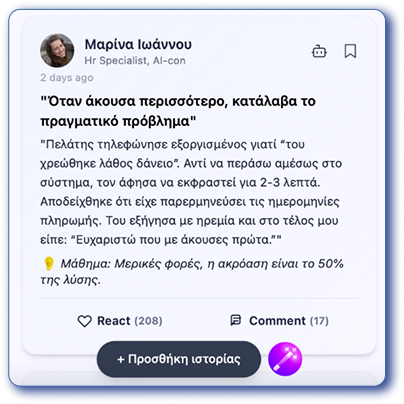 Μαρίνα Ιωάννου
Hr Specialist, AI-con
2 days ago
"Όταν άκουσα περισσότερο, κατάλαβα το
πραγματικό πρόβλημα"
"Πελάτης τηλεφώνησε εξοργισμένος γιατί “του
χρεώθηκε λάθος δάνειο”. Αντί να περάσω αμέσως στο
σύστημα, τον άφησα να εκφραστεί για 2-3 λεπτά.
Αποδείχθηκε ότι είχε παρερμηνεύσει τις ημερομηνίες
πληρωμής. Του εξήγησα με ηρεμία και στο τέλος μου
είπε: “Ευχαριστώ που με άκουσες πρώτα.”"
👂 Μάθημα: Μερικές φορές, η ακρόαση είναι το 50%
της λύσης.
React (208)
Comment (17)
+ Προσθήκη ιστορίας